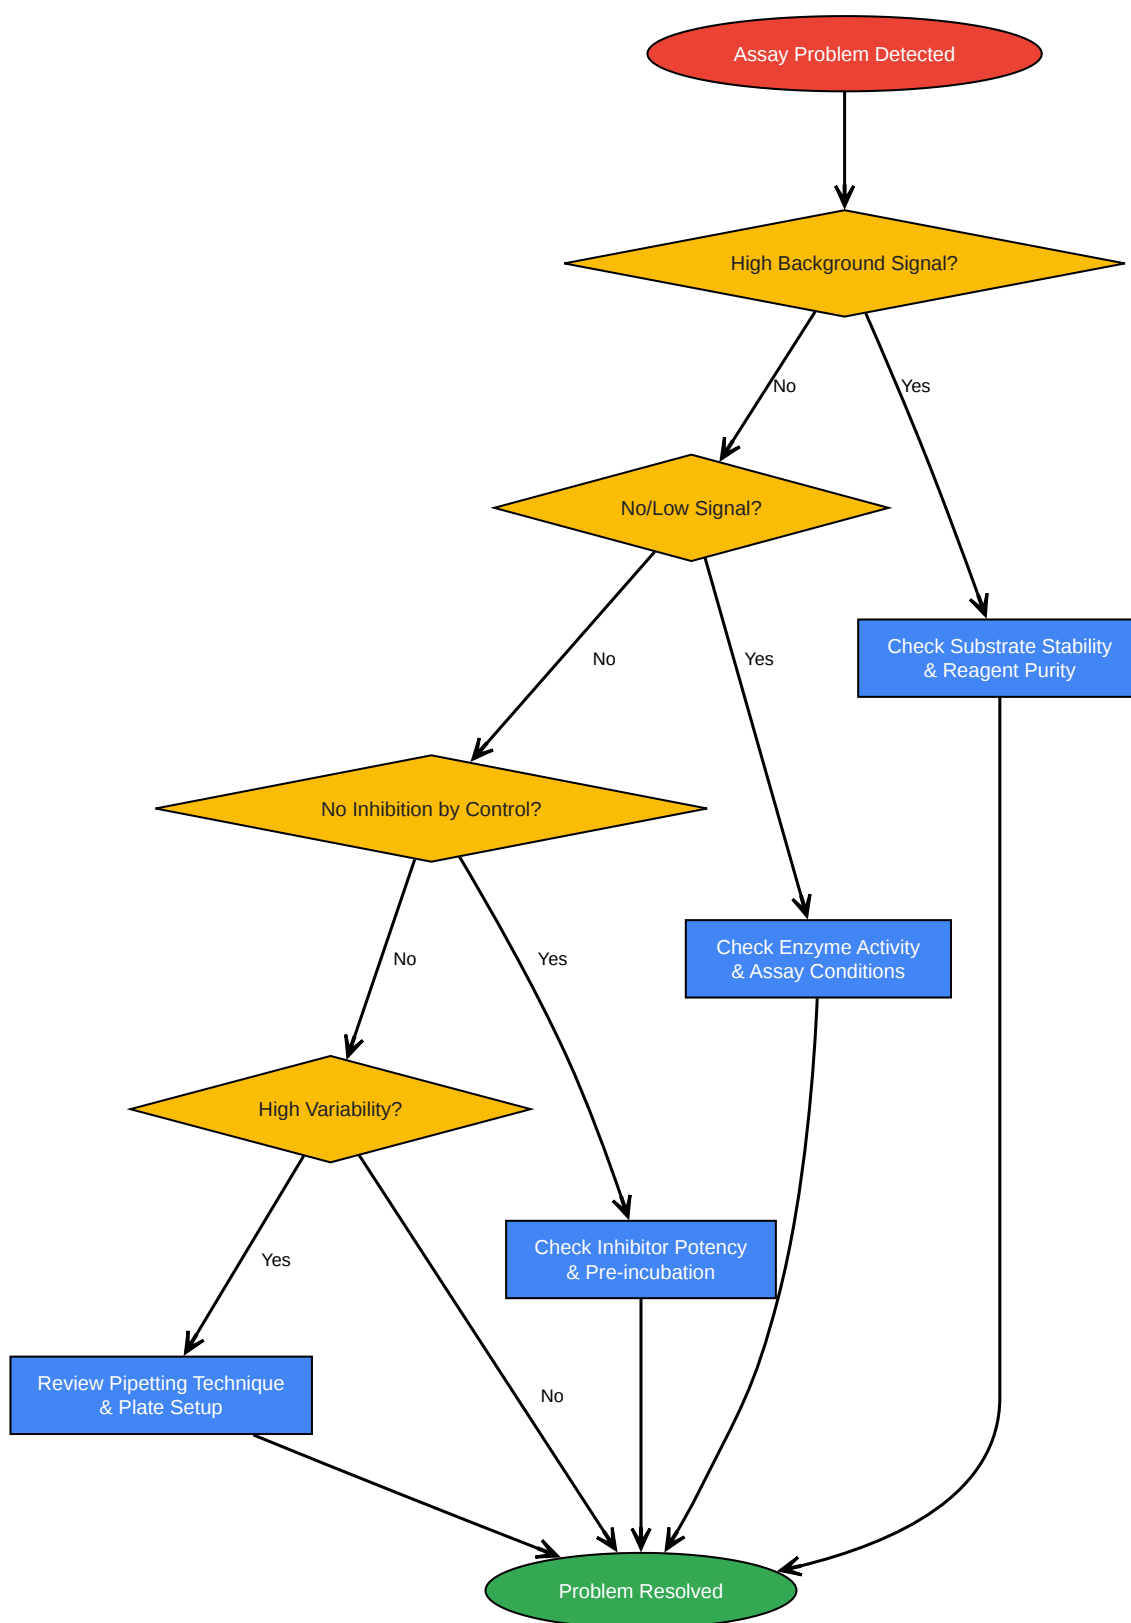 Assay Problem Detected
High Background Signal?
No
Yes
No/Low Signal?
Check Substrate Stability
& Reagent Purity
No
Yes
No Inhibition by Control?
Check Enzyme Activity
& Assay Conditions
No
Yes
High Variability?
Check Inhibitor Potency
& Pre-incubation
Yes
Review Pipetting Technique
& Plate Setup
No
Problem Resolved